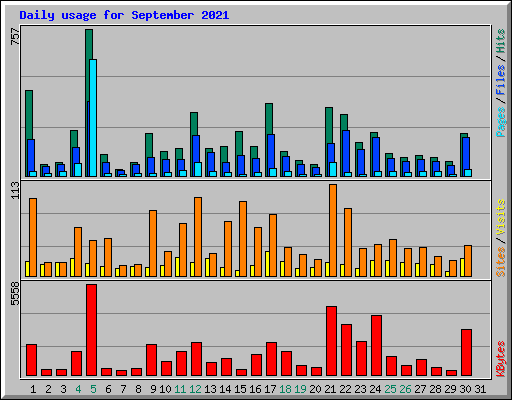 Daily usage for September 2021
757
Pages / Files / Hits
113
Sites / Visits
5558
KBytes
1 2 3 4 5 6 7 8 9 10 11 12 13 14 15 16 17 18 19 20 21 22 23 24 25 26 27 28 29 30 31